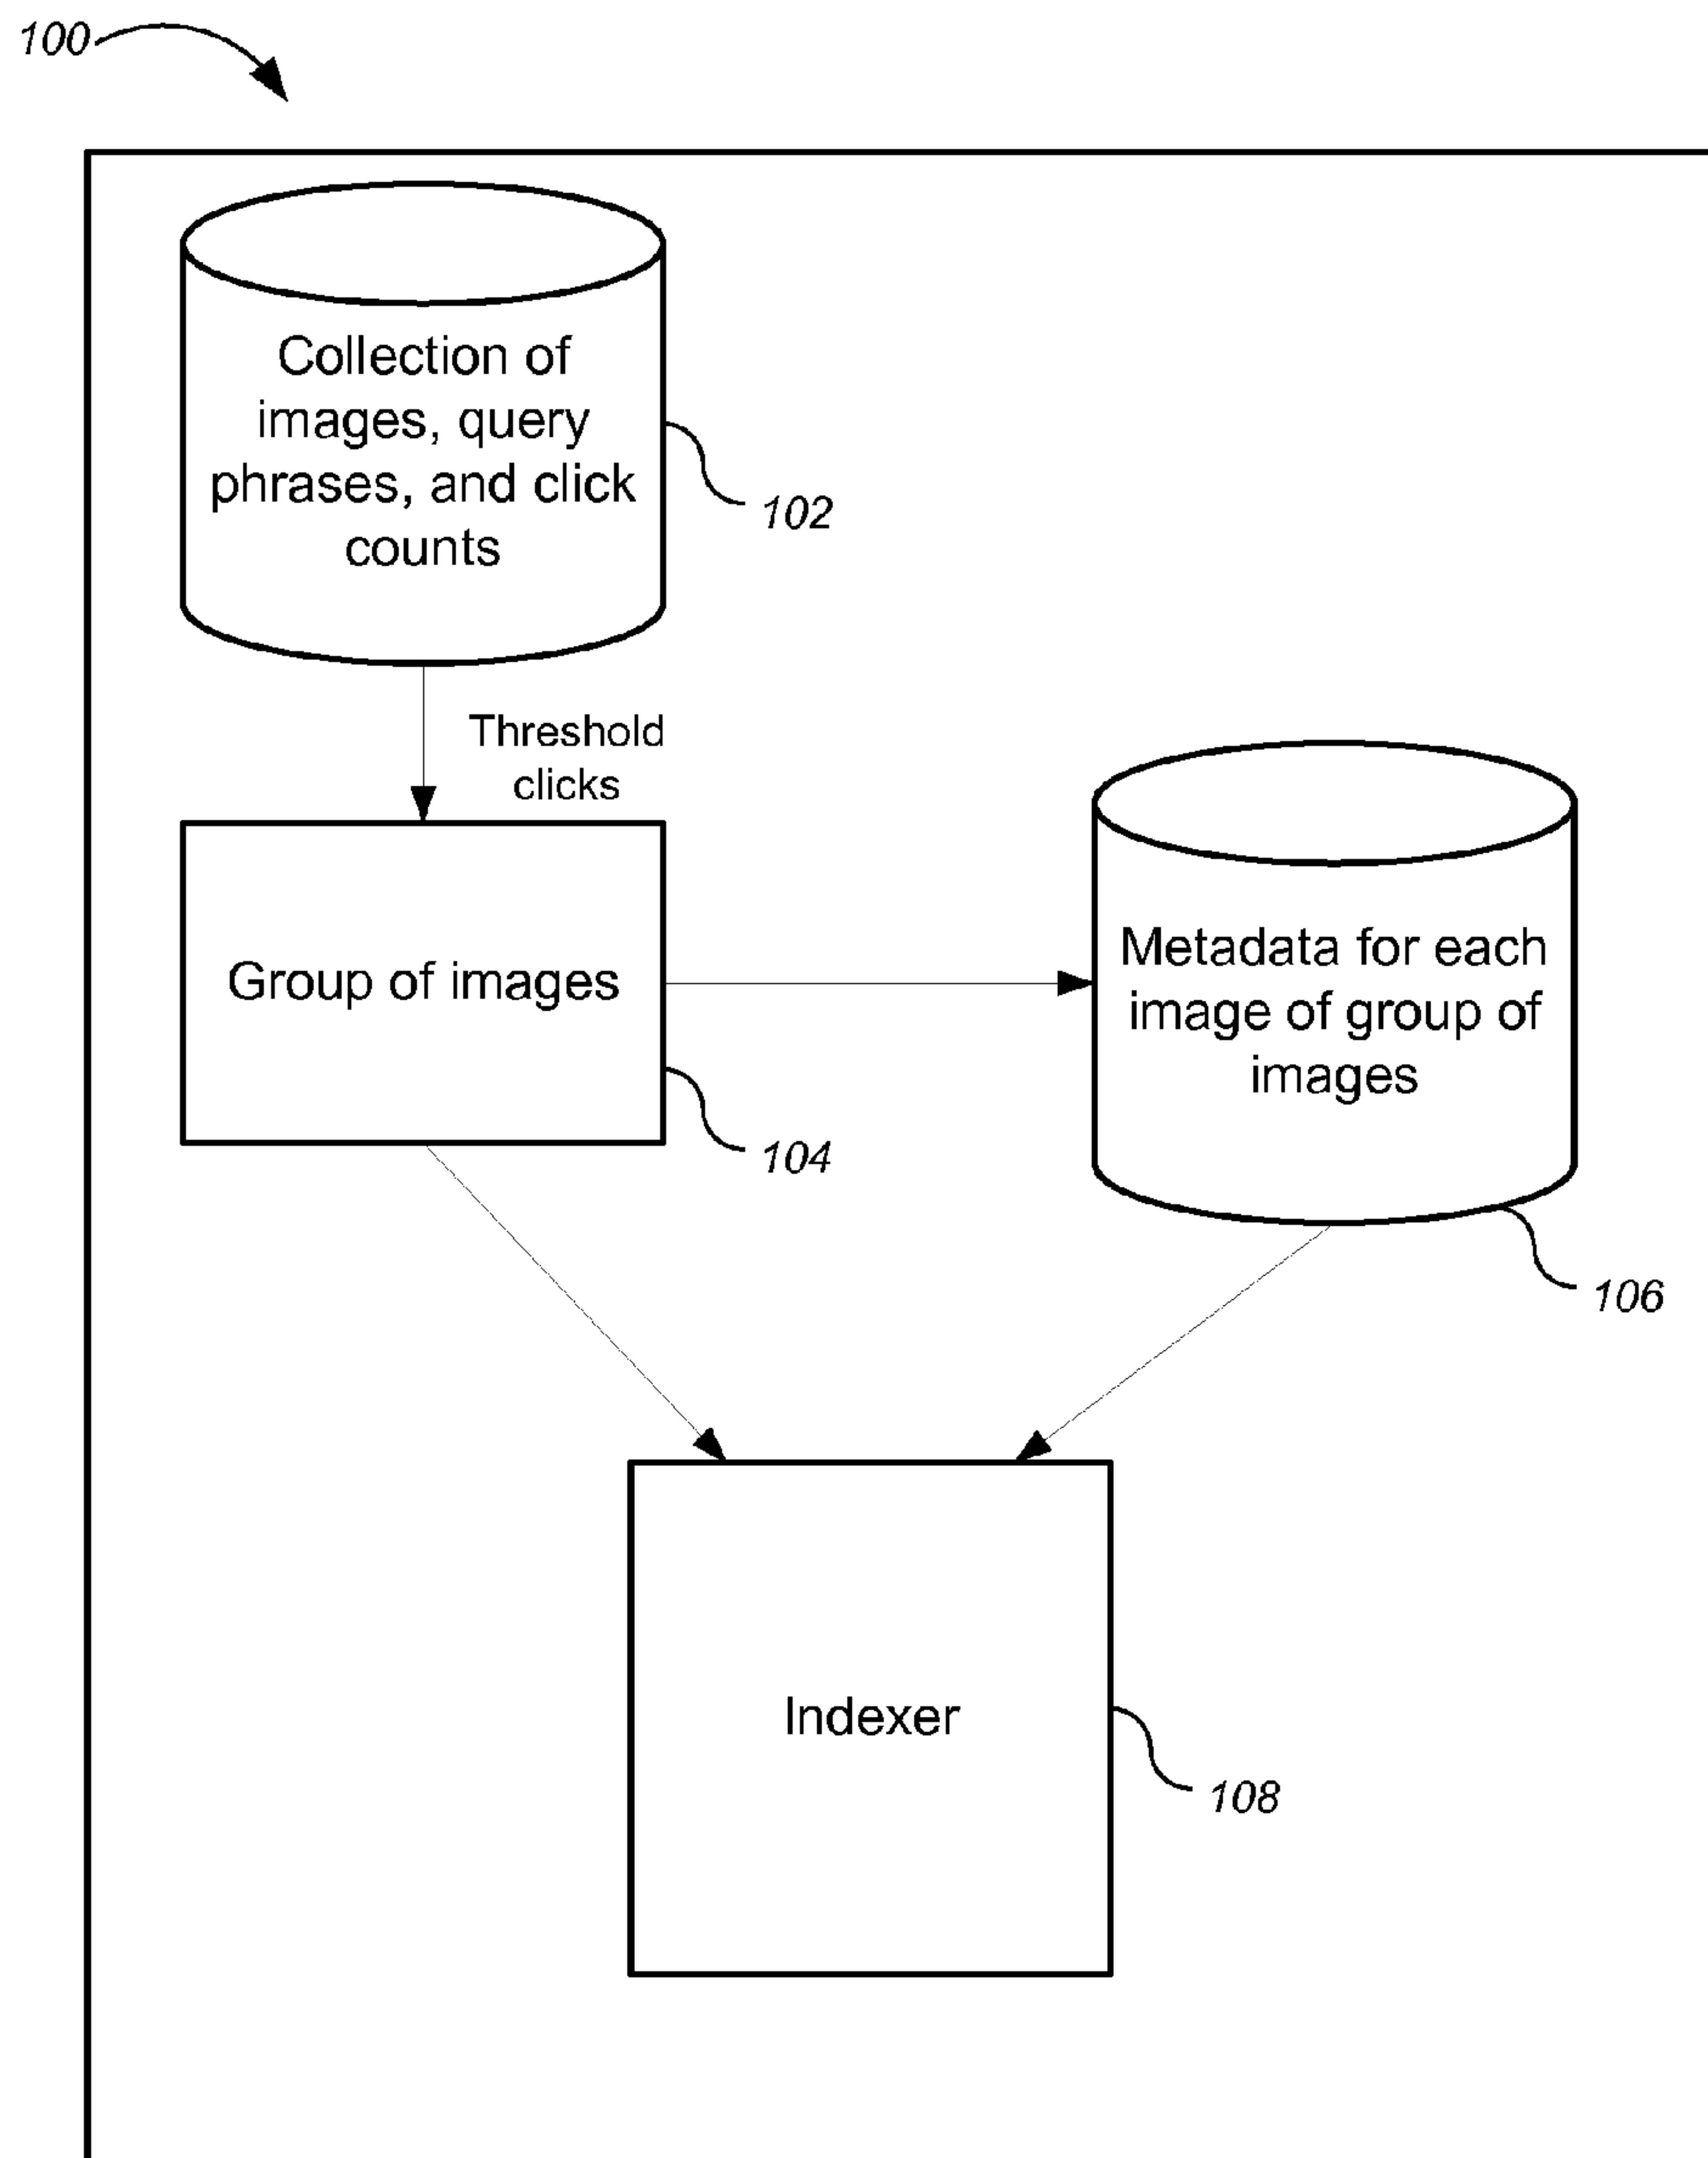 100
Collection of
images, query
phrases, and click
counts
102
Threshold
clicks
Group of images
104
Metadata for each
image of group of
images
106
Indexer
108